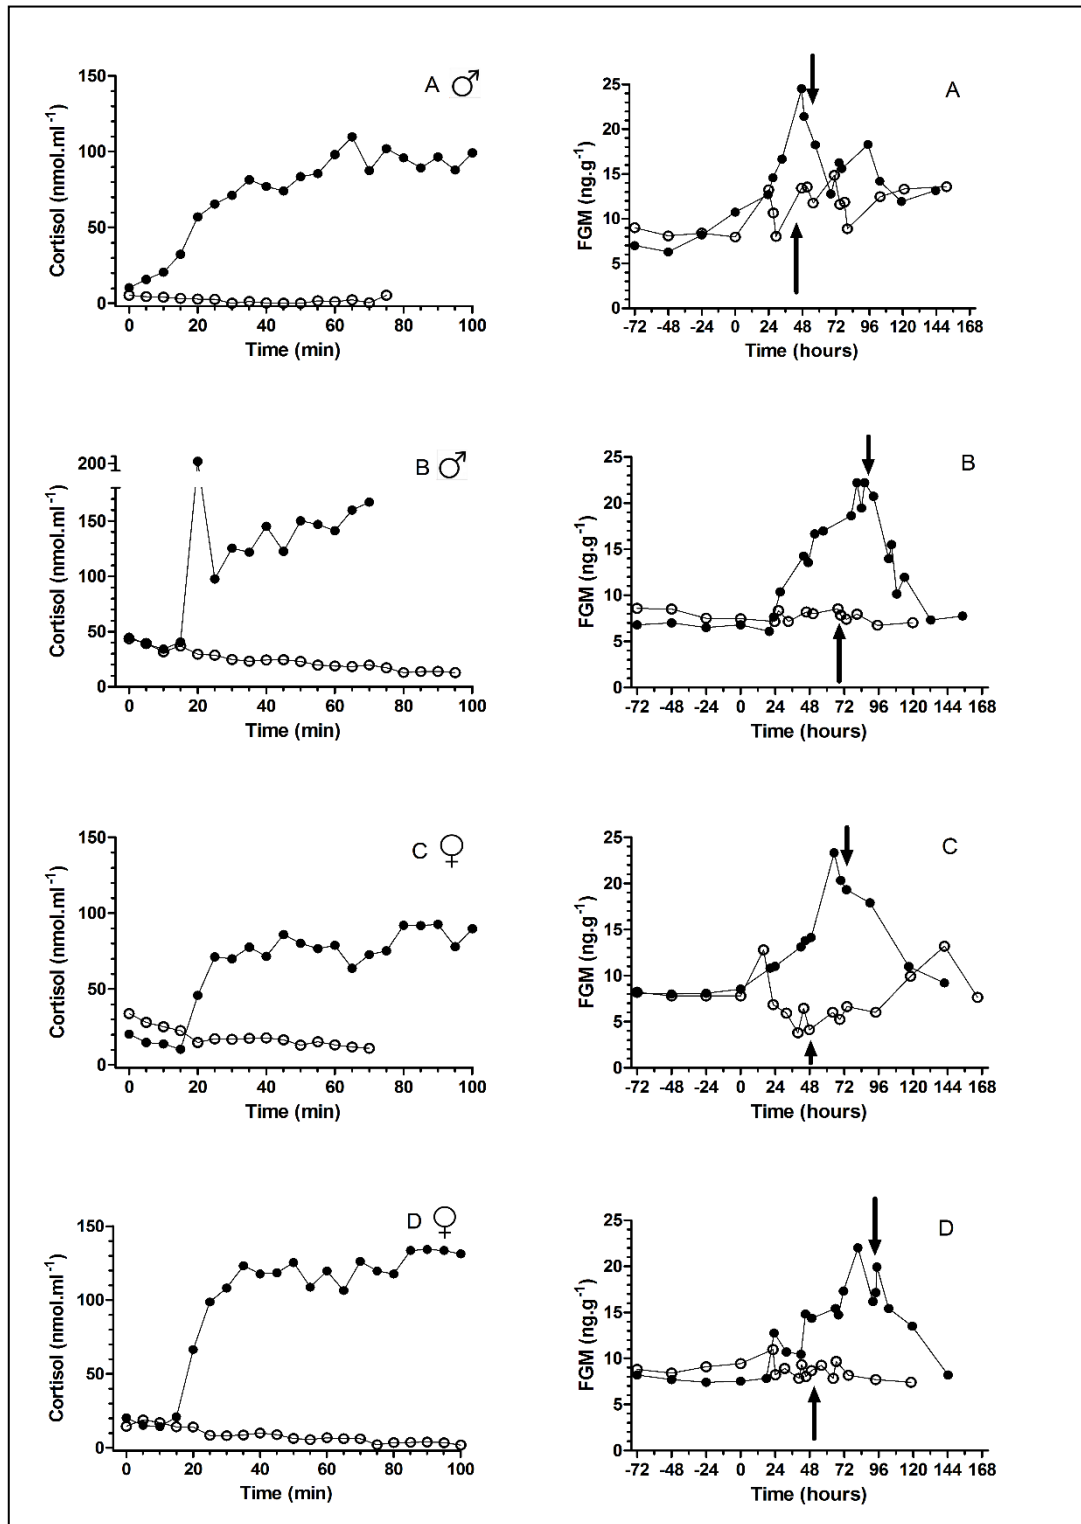 A ♂
150
100
50
0
Cortisol (nmol.ml-1)
0 20 40 60 80 100
Time (min)
A
25
20
15
10
5
0
FGM (ng.g-1)
-72 -48 -24 0 24 48 72 96 120 144 168
Time (hours)
B ♂
200
150
100
50
0
Cortisol (nmol.ml-1)
0 20 40 60 80 100
Time (min)
B
25
20
15
10
5
0
FGM (ng.g-1)
-72 -48 -24 0 24 48 72 96 120 144 168
Time (hours)
C ♀
150
100
50
0
Cortisol (nmol.ml-1)
0 20 40 60 80 100
Time (min)
C
25
20
15
10
5
0
FGM (ng.g-1)
-72 -48 -24 0 24 48 72 96 120 144 168
Time (hours)
D ♀
150
100
50
0
Cortisol (nmol.ml-1)
0 20 40 60 80 100
Time (min)
D
25
20
15
10
5
0
FGM (ng.g-1)
-72 -48 -24 0 24 48 72 96 120 144 168
Time (hours)